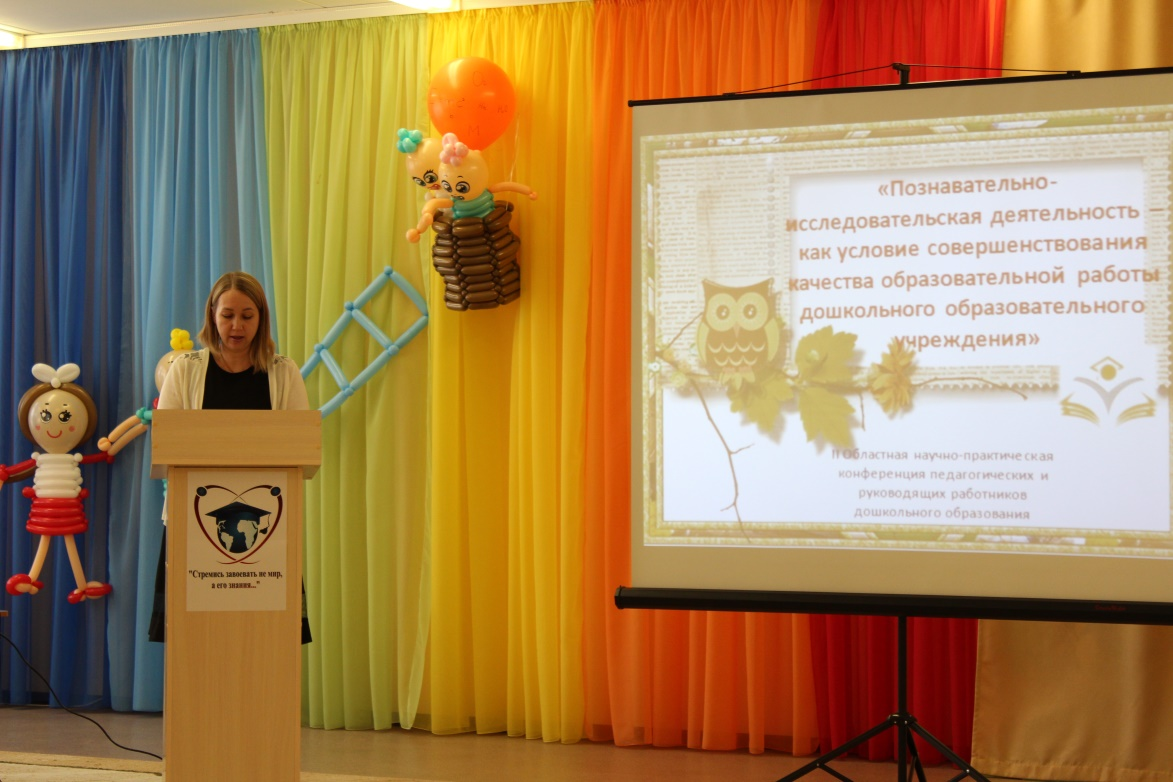 «Познавательно-
исследовательская деятельность –
как условие совершенствования
качества образовательной работы
дошкольного образовательного
учреждения»
II Областная научно-практическая
конференция педагогических и
руководящих работников
дошкольного образования
"Стремись завоевать не мир,
а его знания..."